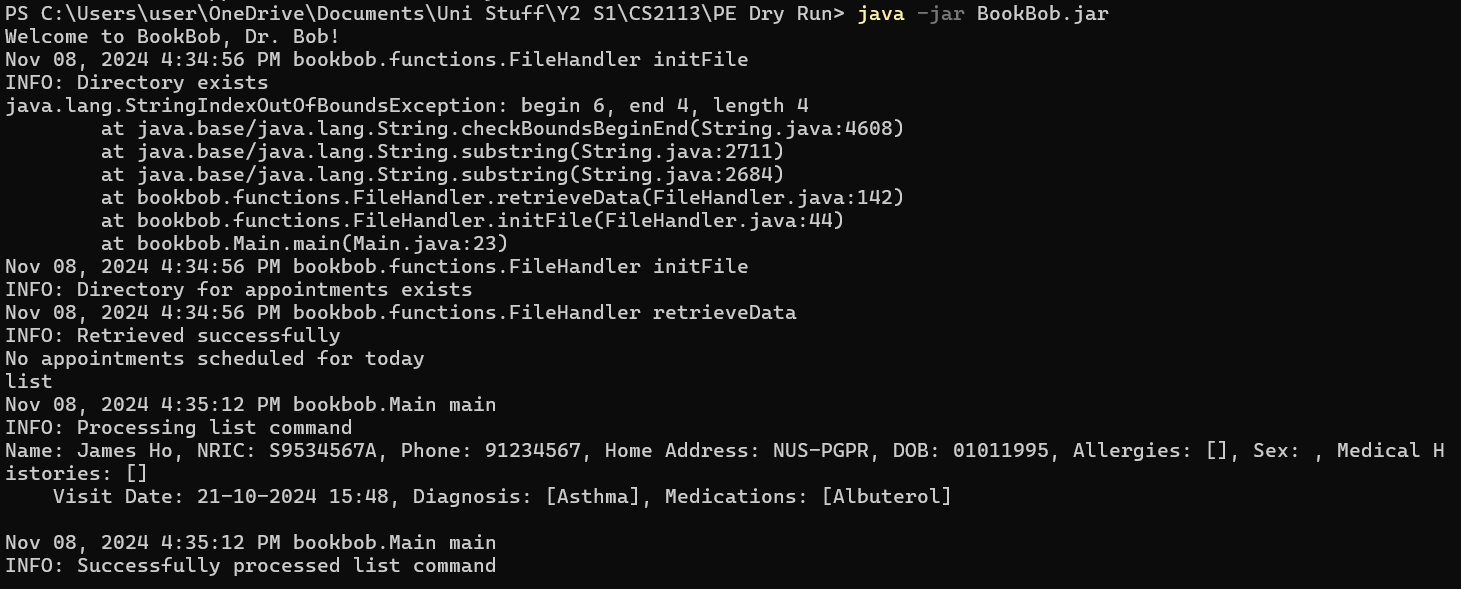 PS C:\Users\user\OneDrive\Documents\Uni Stuff\Y2 S1\CS2113\PE Dry Run> java -jar BookBob.jar
Welcome to BookBob, Dr. Bob!
Nov 08, 2024 4:34:56 PM bookbob.functions.FileHandler initFile
INFO: Directory exists
java.lang.StringIndexOutOfBoundsException: begin 6, end 4, length 4
        at java.base/java.lang.String.checkBoundsBeginEnd(String.java:4608)
        at java.base/java.lang.String.substring(String.java:2711)
        at java.base/java.lang.String.substring(String.java:2684)
        at bookbob.functions.FileHandler.retrieveData(FileHandler.java:142)
        at bookbob.functions.FileHandler.initFile(FileHandler.java:44)
        at bookbob.Main.main(Main.java:23)
Nov 08, 2024 4:34:56 PM bookbob.functions.FileHandler initFile
INFO: Directory for appointments exists
Nov 08, 2024 4:34:56 PM bookbob.functions.FileHandler retrieveData
INFO: Retrieved successfully
No appointments scheduled for today
list
Nov 08, 2024 4:35:12 PM bookbob.Main main
INFO: Processing list command
Name: James Ho, NRIC: S9534567A, Phone: 91234567, Home Address: NUS-PGPR, DOB: 01011995, Allergies: [], Sex: , Medical H
istories: []
    Visit Date: 21-10-2024 15:48, Diagnosis: [Asthma], Medications: [Albuterol]

Nov 08, 2024 4:35:12 PM bookbob.Main main
INFO: Successfully processed list command